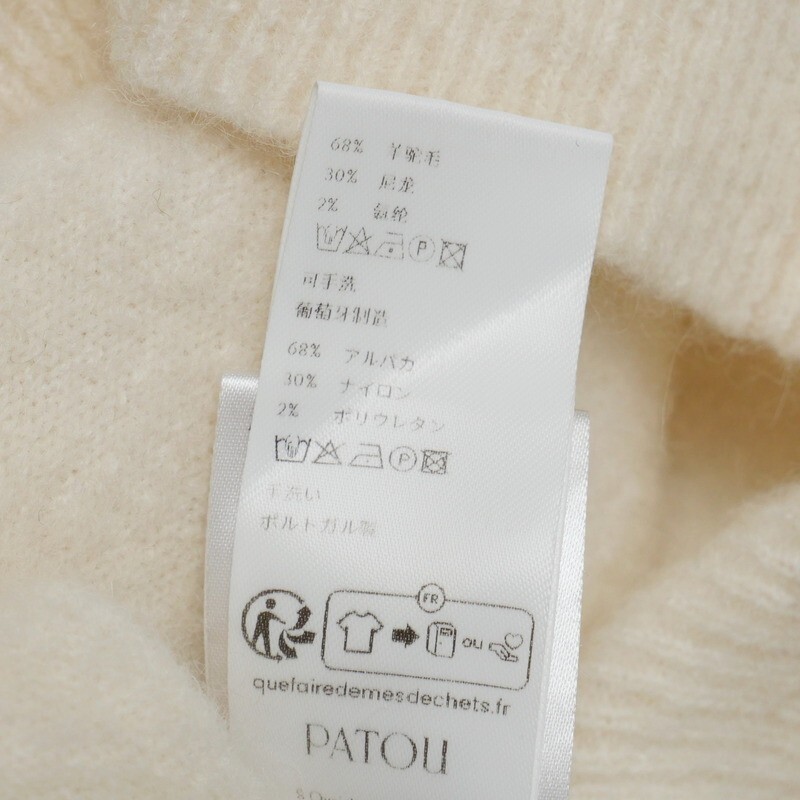 68% 羊驼毛
30% 尼龙
2% 氨纶
P
可手洗
葡萄牙制造
68% アルパカ
30% ナイロン
2% ポリウレタン
P
手洗い
ポルトガル製
FR
OU
quefairedemesdechets.fr
PATOU